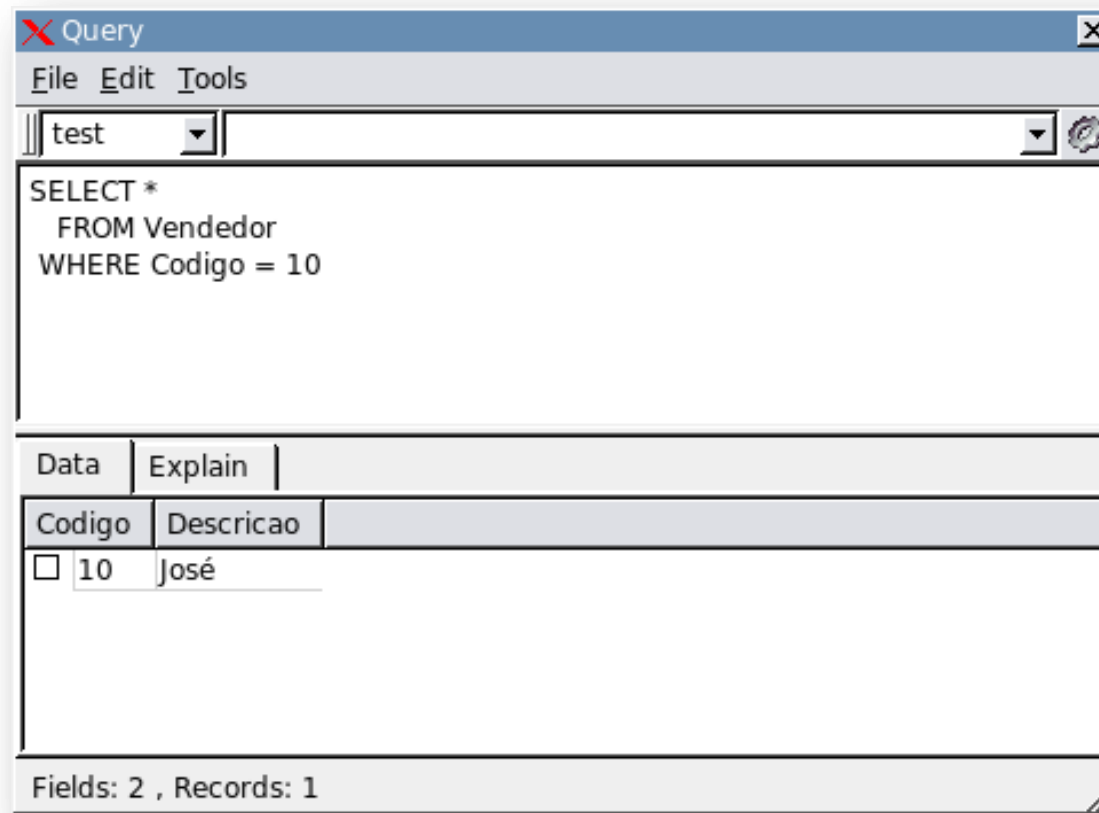 Query
File Edit Tools
test
SELECT *
FROM Vendedor
WHERE Codigo = 10
Data Explain
Codigo Descricao
10 José
Fields: 2 , Records: 1